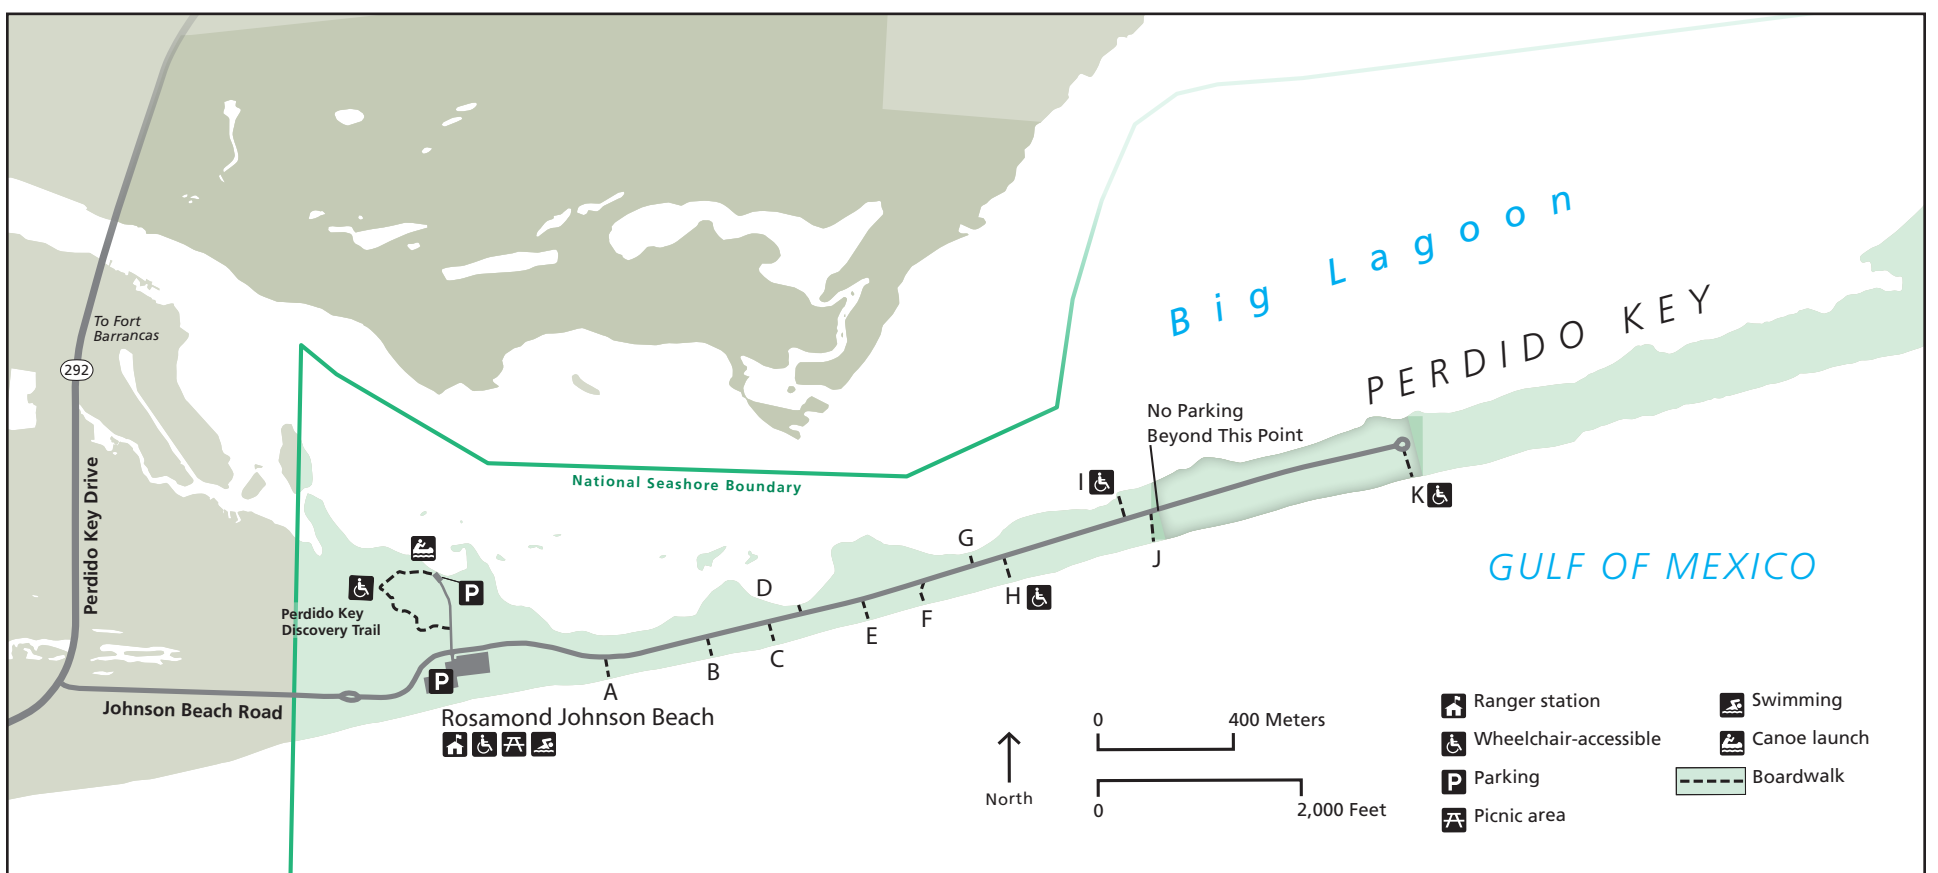 To Fort
Barrancas
292
Perdido Key Drive
Johnson Beach Road
National Seashore Boundary
Big Lagoon
PERDIDO KEY
GULF OF MEXICO
No Parking
Beyond This Point
P
Perdido Key
Discovery Trail
P
Rosamond Johnson Beach
A
B
C
D
E
F
G
H
I
J
K
North
0 400 Meters
0 2,000 Feet
Ranger station
Wheelchair-accessible
P Parking
Picnic area
Swimming
Canoe launch
Boardwalk